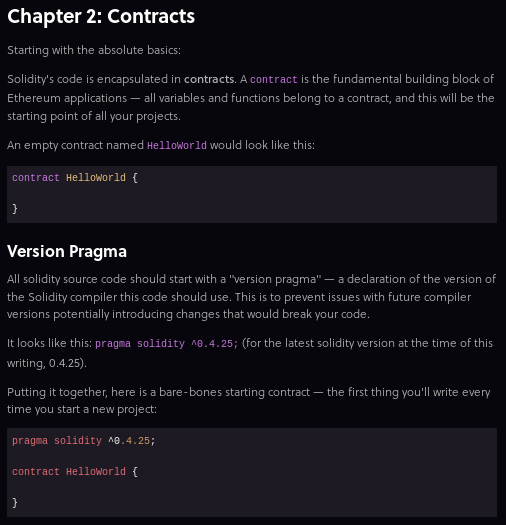 Chapter 2: Contracts
Starting with the absolute basics:
Solidity's code is encapsulated in contracts. A contract is the fundamental building block of
Ethereum applications — all variables and functions belong to a contract, and this will be the
starting point of all your projects.
An empty contract named HelloWorld would look like this:
contract HelloWorld {
}
Version Pragma
All solidity source code should start with a "version pragma" — a declaration of the version of
the Solidity compiler this code should use. This is to prevent issues with future compiler
versions potentially introducing changes that would break your code.
It looks like this: pragma solidity ^0.4.25; (for the latest solidity version at the time of this
writing, 0.4.25).
Putting it together, here is a bare-bones starting contract — the first thing you'll write every
time you start a new project:
pragma solidity ^0.4.25;
contract HelloWorld {
}